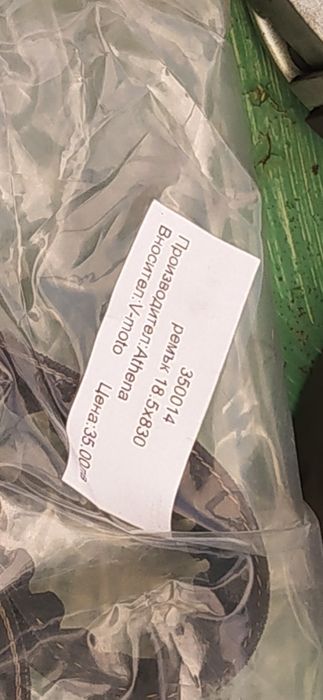 350014
ремък 18.5x830
Производител:Athena
Вносител:V-moto
Цена:35.00лв